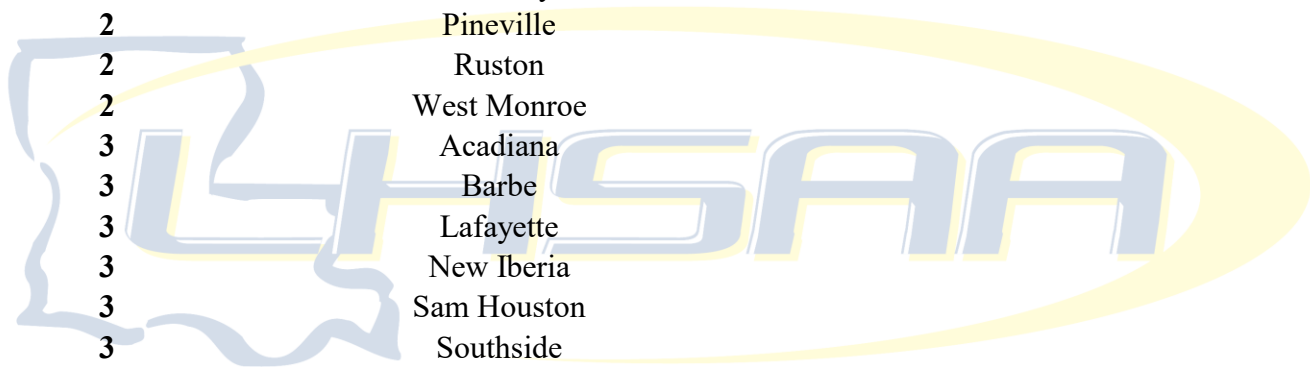 2 Pineville
2 Ruston
2 West Monroe
3 Acadiana
3 Barbe
3 Lafayette
3 New Iberia
3 Sam Houston
3 Southside
LHSAA